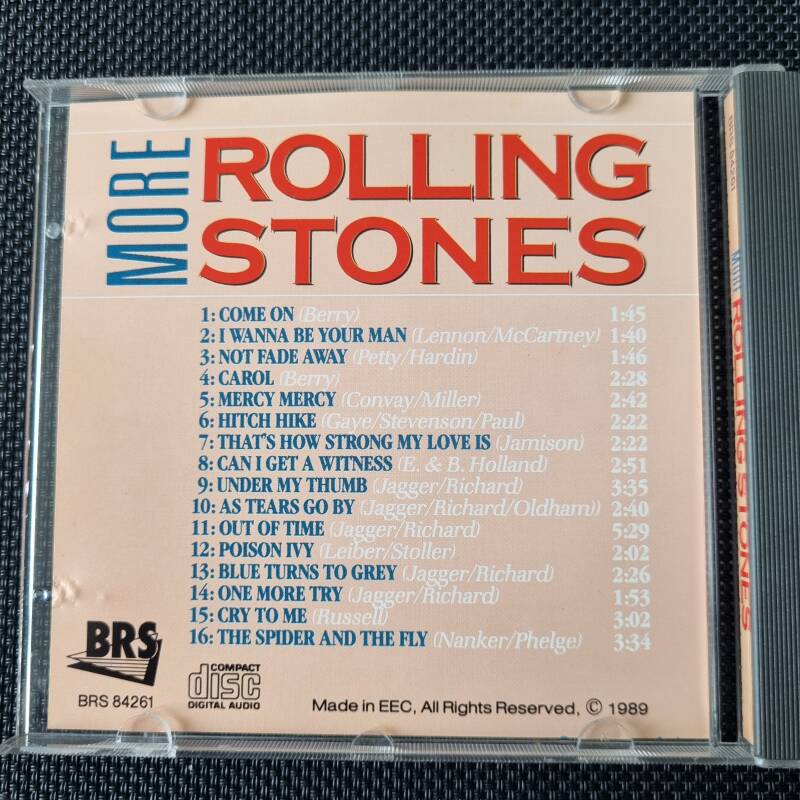 MORE
ROLLING
STONES
1: COME ON (Berry) 1:45
2: I WANNA BE YOUR MAN (Lennon/McCartney) 1:40
3: NOT FADE AWAY (Petty/Hardin) 1:46
4: CAROL (Berry) 2:28
5: MERCY MERCY (Convay/Miller) 2:42
6: HITCH HIKE (Gaye/Stevenson/Paul) 2:22
7: THAT'S HOW STRONG MY LOVE IS (Jamison) 2:22
8: CAN I GET A WITNESS (E. & B. Holland) 2:51
9: UNDER MY THUMB (Jagger/Richard) 3:35
10: AS TEARS GO BY (Jagger/Richard/Oldham)) 2:40
11: OUT OF TIME (Jagger/Richard) 5:29
12: POISON IVY (Leiber/Stoller) 2:02
13: BLUE TURNS TO GREY (Jagger/Richard) 2:26
14: ONE MORE TRY (Jagger/Richard) 1:53
15: CRY TO ME (Russell) 3:02
16: THE SPIDER AND THE FLY (Nanker/Phelge) 3:34
BRS
BRS 84261
COMPACT
disc
DIGITAL AUDIO
Made in EEC, All Rights Reserved, © 1989
BRS 84261
MORE ROLLING STONES